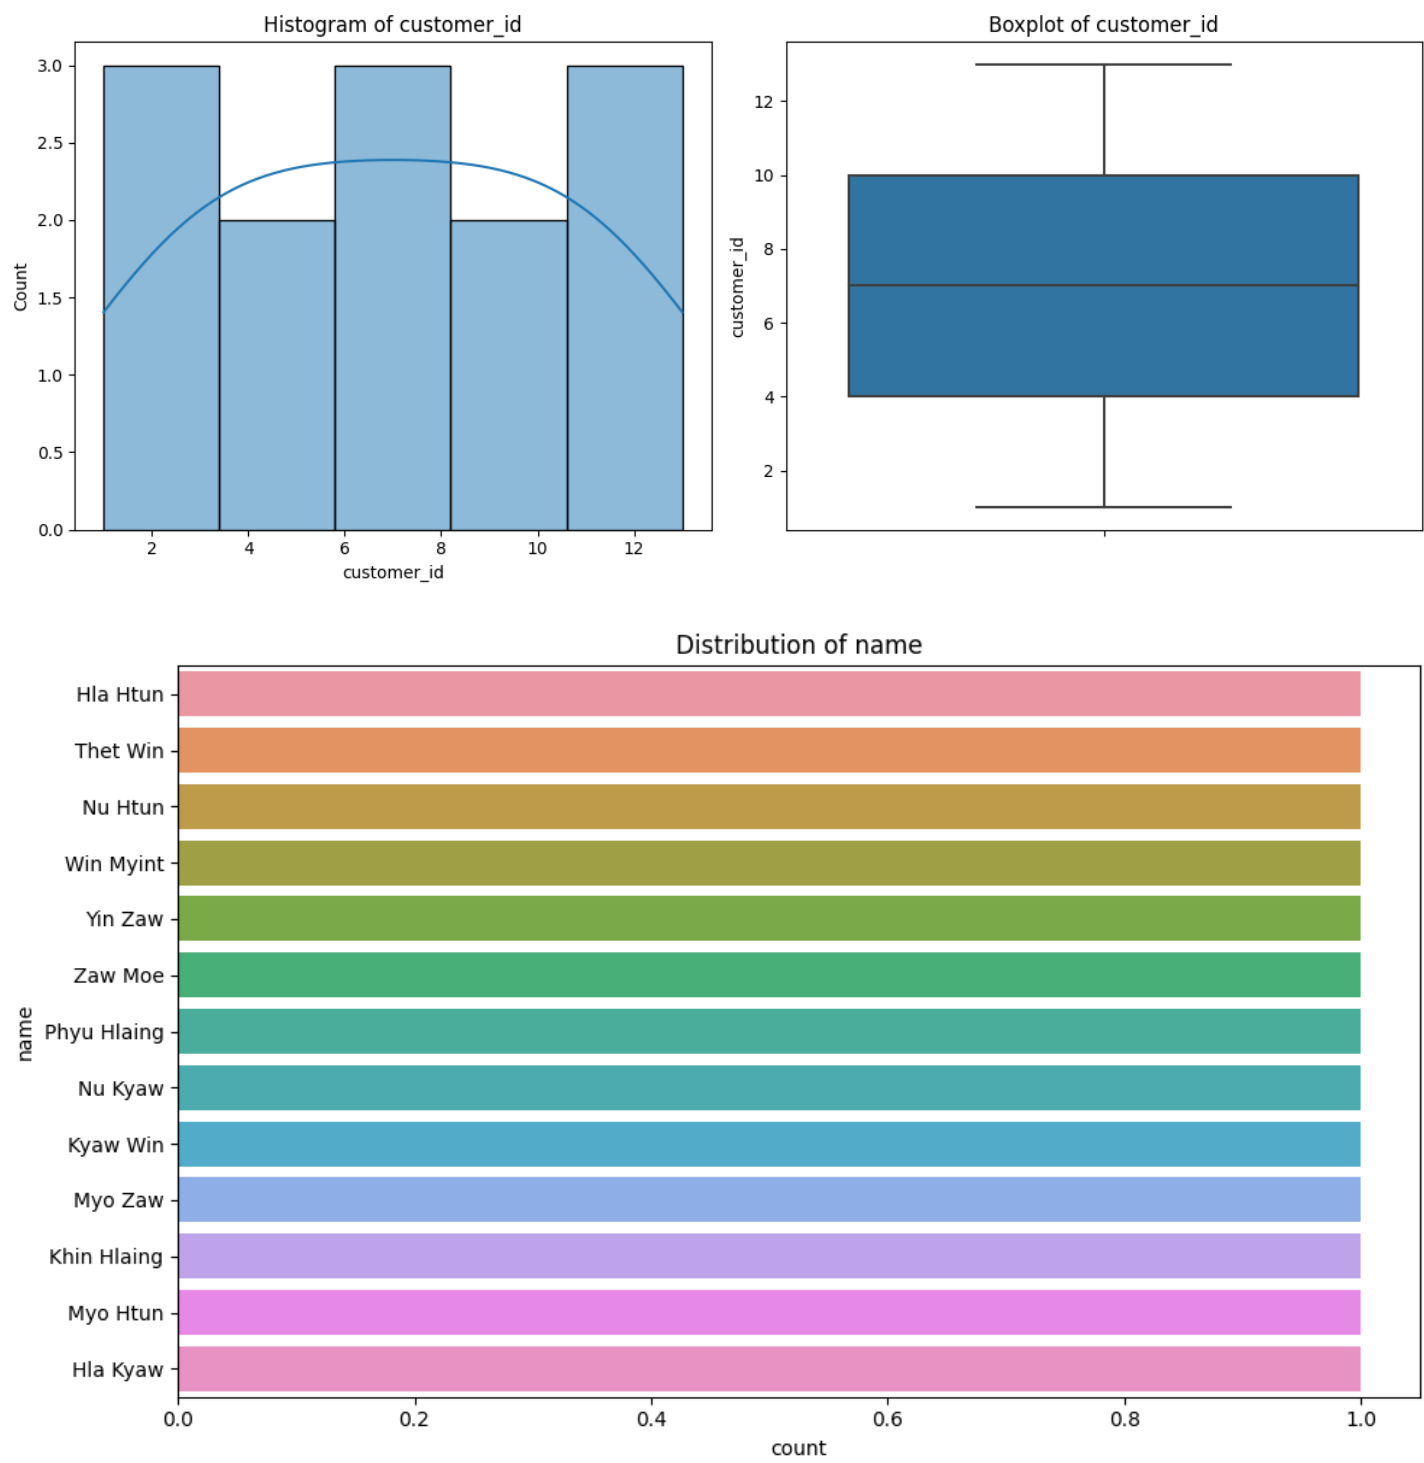 Histogram of customer_id
3.0
2.5
2.0
1.5
1.0
0.5
0.0
Count
2 4 6 8 10 12
customer_id
Boxplot of customer_id
12
10
8
6
4
2
customer_id
Distribution of name
Hla Htun
Thet Win
Nu Htun
Win Myint
Yin Zaw
Zaw Moe
Phyu Hlaing
Nu Kyaw
Kyaw Win
Myo Zaw
Khin Hlaing
Myo Htun
Hla Kyaw
name
0.0 0.2 0.4 0.6 0.8 1.0
count